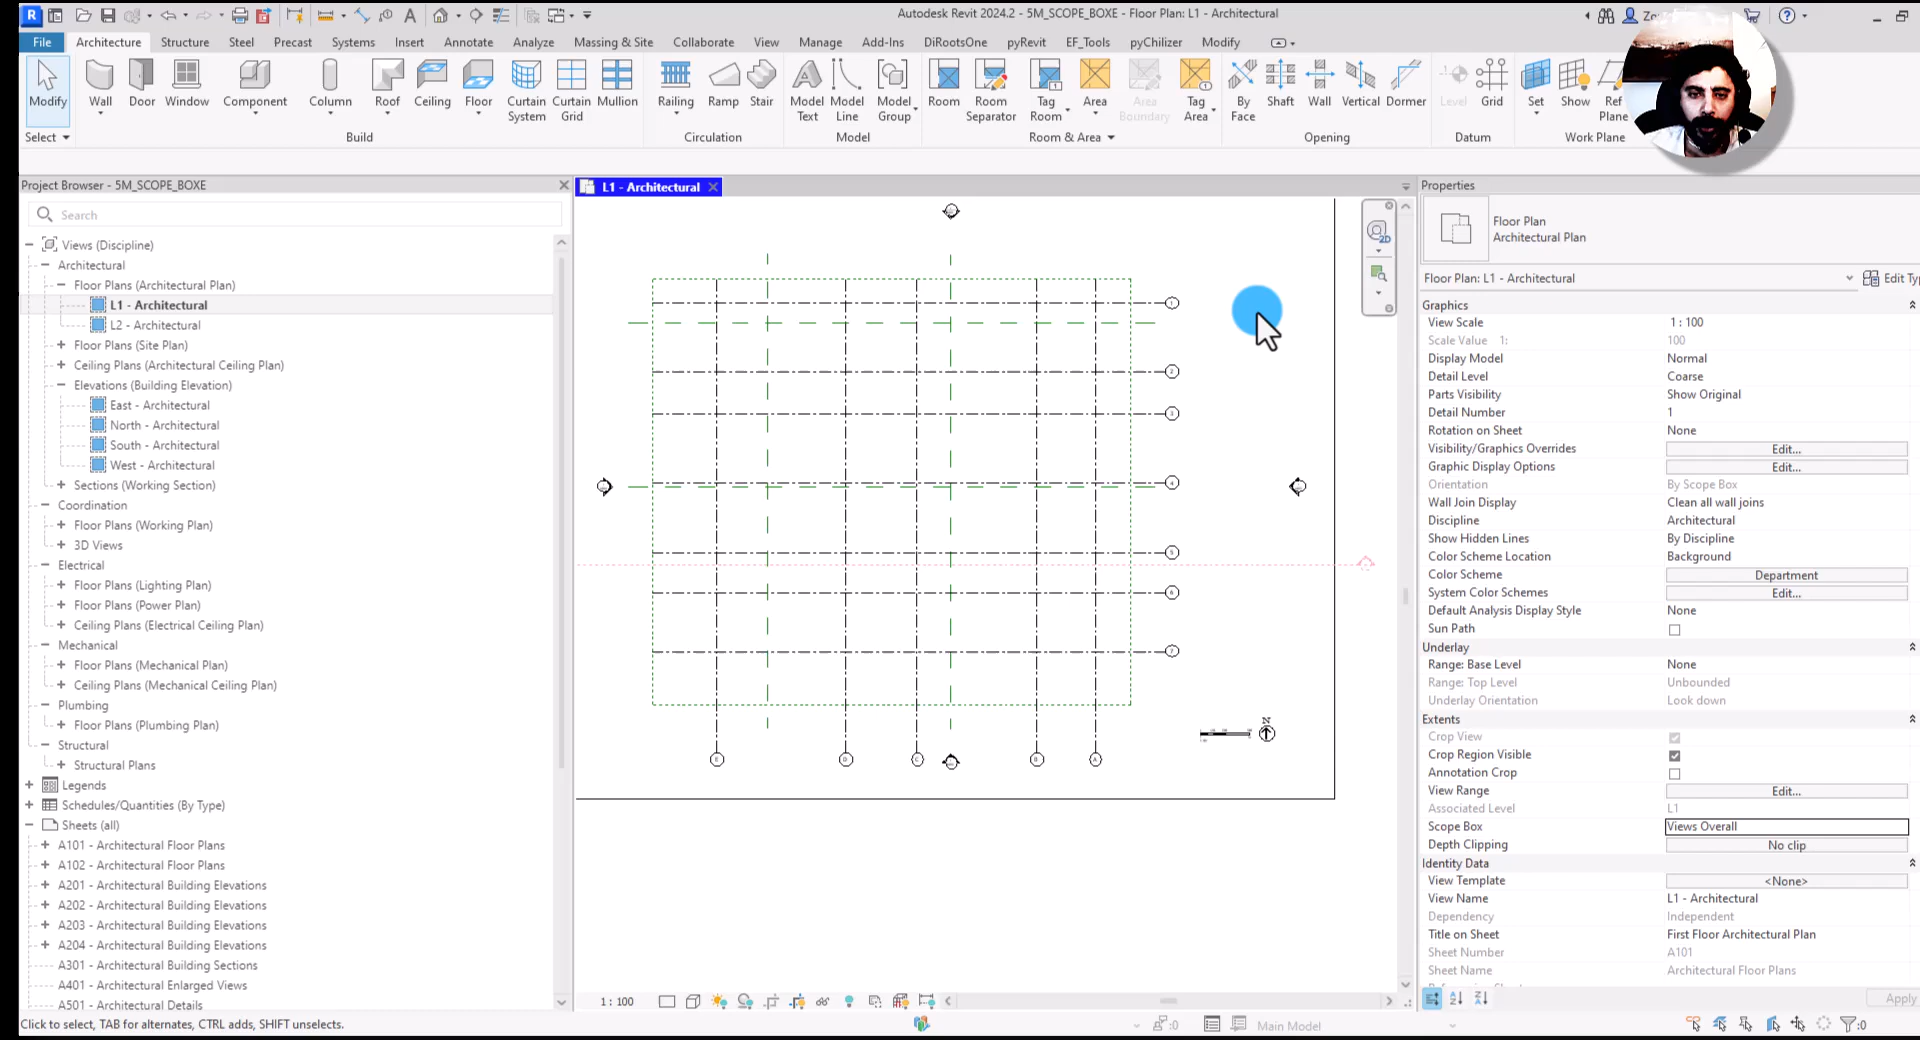 Autodesk Revit 2024.2 - 5M_SCOPE_BOXE - Floor Plan: L1 - Architectural
File Architecture Structure Steel Precast Systems Insert Annotate Analyze Massing & Site Collaborate View Manage Add-Ins DiRootsOne pyRevit EF_Tools pyChilizer Modify
Modify Wall Door Window Component Column Roof Ceiling Floor Curtain System Curtain Grid Mullion Railing Ramp Stair Model Text Model Line Model Group Room Room Separator Tag Room Area Area Boundary Tag Area By Face Shaft Wall Vertical Dormer Level Grid Set Show Ref Plane
Select Build Circulation Model Room & Area Opening Datum Work Plane
Project Browser - 5M_SCOPE_BOXE
Search
Views (Discipline)
Architectural
Floor Plans (Architectural Plan)
L1 - Architectural
L2 - Architectural
Floor Plans (Site Plan)
Ceiling Plans (Architectural Ceiling Plan)
Elevations (Building Elevation)
East - Architectural
North - Architectural
South - Architectural
West - Architectural
Sections (Working Section)
Coordination
Floor Plans (Working Plan)
3D Views
Electrical
Floor Plans (Lighting Plan)
Floor Plans (Power Plan)
Ceiling Plans (Electrical Ceiling Plan)
Mechanical
Floor Plans (Mechanical Plan)
Ceiling Plans (Mechanical Ceiling Plan)
Plumbing
Floor Plans (Plumbing Plan)
Structural
Structural Plans
Legends
Schedules/Quantities (By Type)
Sheets (all)
A101 - Architectural Floor Plans
A102 - Architectural Floor Plans
A201 - Architectural Building Elevations
A202 - Architectural Building Elevations
A203 - Architectural Building Elevations
A204 - Architectural Building Elevations
A301 - Architectural Building Sections
A401 - Architectural Enlarged Views
A501 - Architectural Details
L1 - Architectural
2D
1
2
3
4
5
6
7
N
E D C B A
1 : 100
Properties
Floor Plan
Architectural Plan
Floor Plan: L1 - Architectural Edit Ty
Graphics
View Scale 1 : 100
Scale Value 1: 100
Display Model Normal
Detail Level Coarse
Parts Visibility Show Original
Detail Number 1
Rotation on Sheet None
Visibility/Graphics Overrides Edit...
Graphic Display Options Edit...
Orientation By Scope Box
Wall Join Display Clean all wall joins
Discipline Architectural
Show Hidden Lines By Discipline
Color Scheme Location Background
Color Scheme Department
System Color Schemes Edit...
Default Analysis Display Style None
Sun Path
Underlay
Range: Base Level None
Range: Top Level Unbounded
Underlay Orientation Look down
Extents
Crop View
Crop Region Visible
Annotation Crop
View Range Edit...
Associated Level L1
Scope Box Views Overall
Depth Clipping No clip
Identity Data
View Template <None>
View Name L1 - Architectural
Dependency Independent
Title on Sheet First Floor Architectural Plan
Sheet Number A101
Sheet Name Architectural Floor Plans
Apply
Click to select, TAB for alternates, CTRL adds, SHIFT unselects. :0 Main Model :0